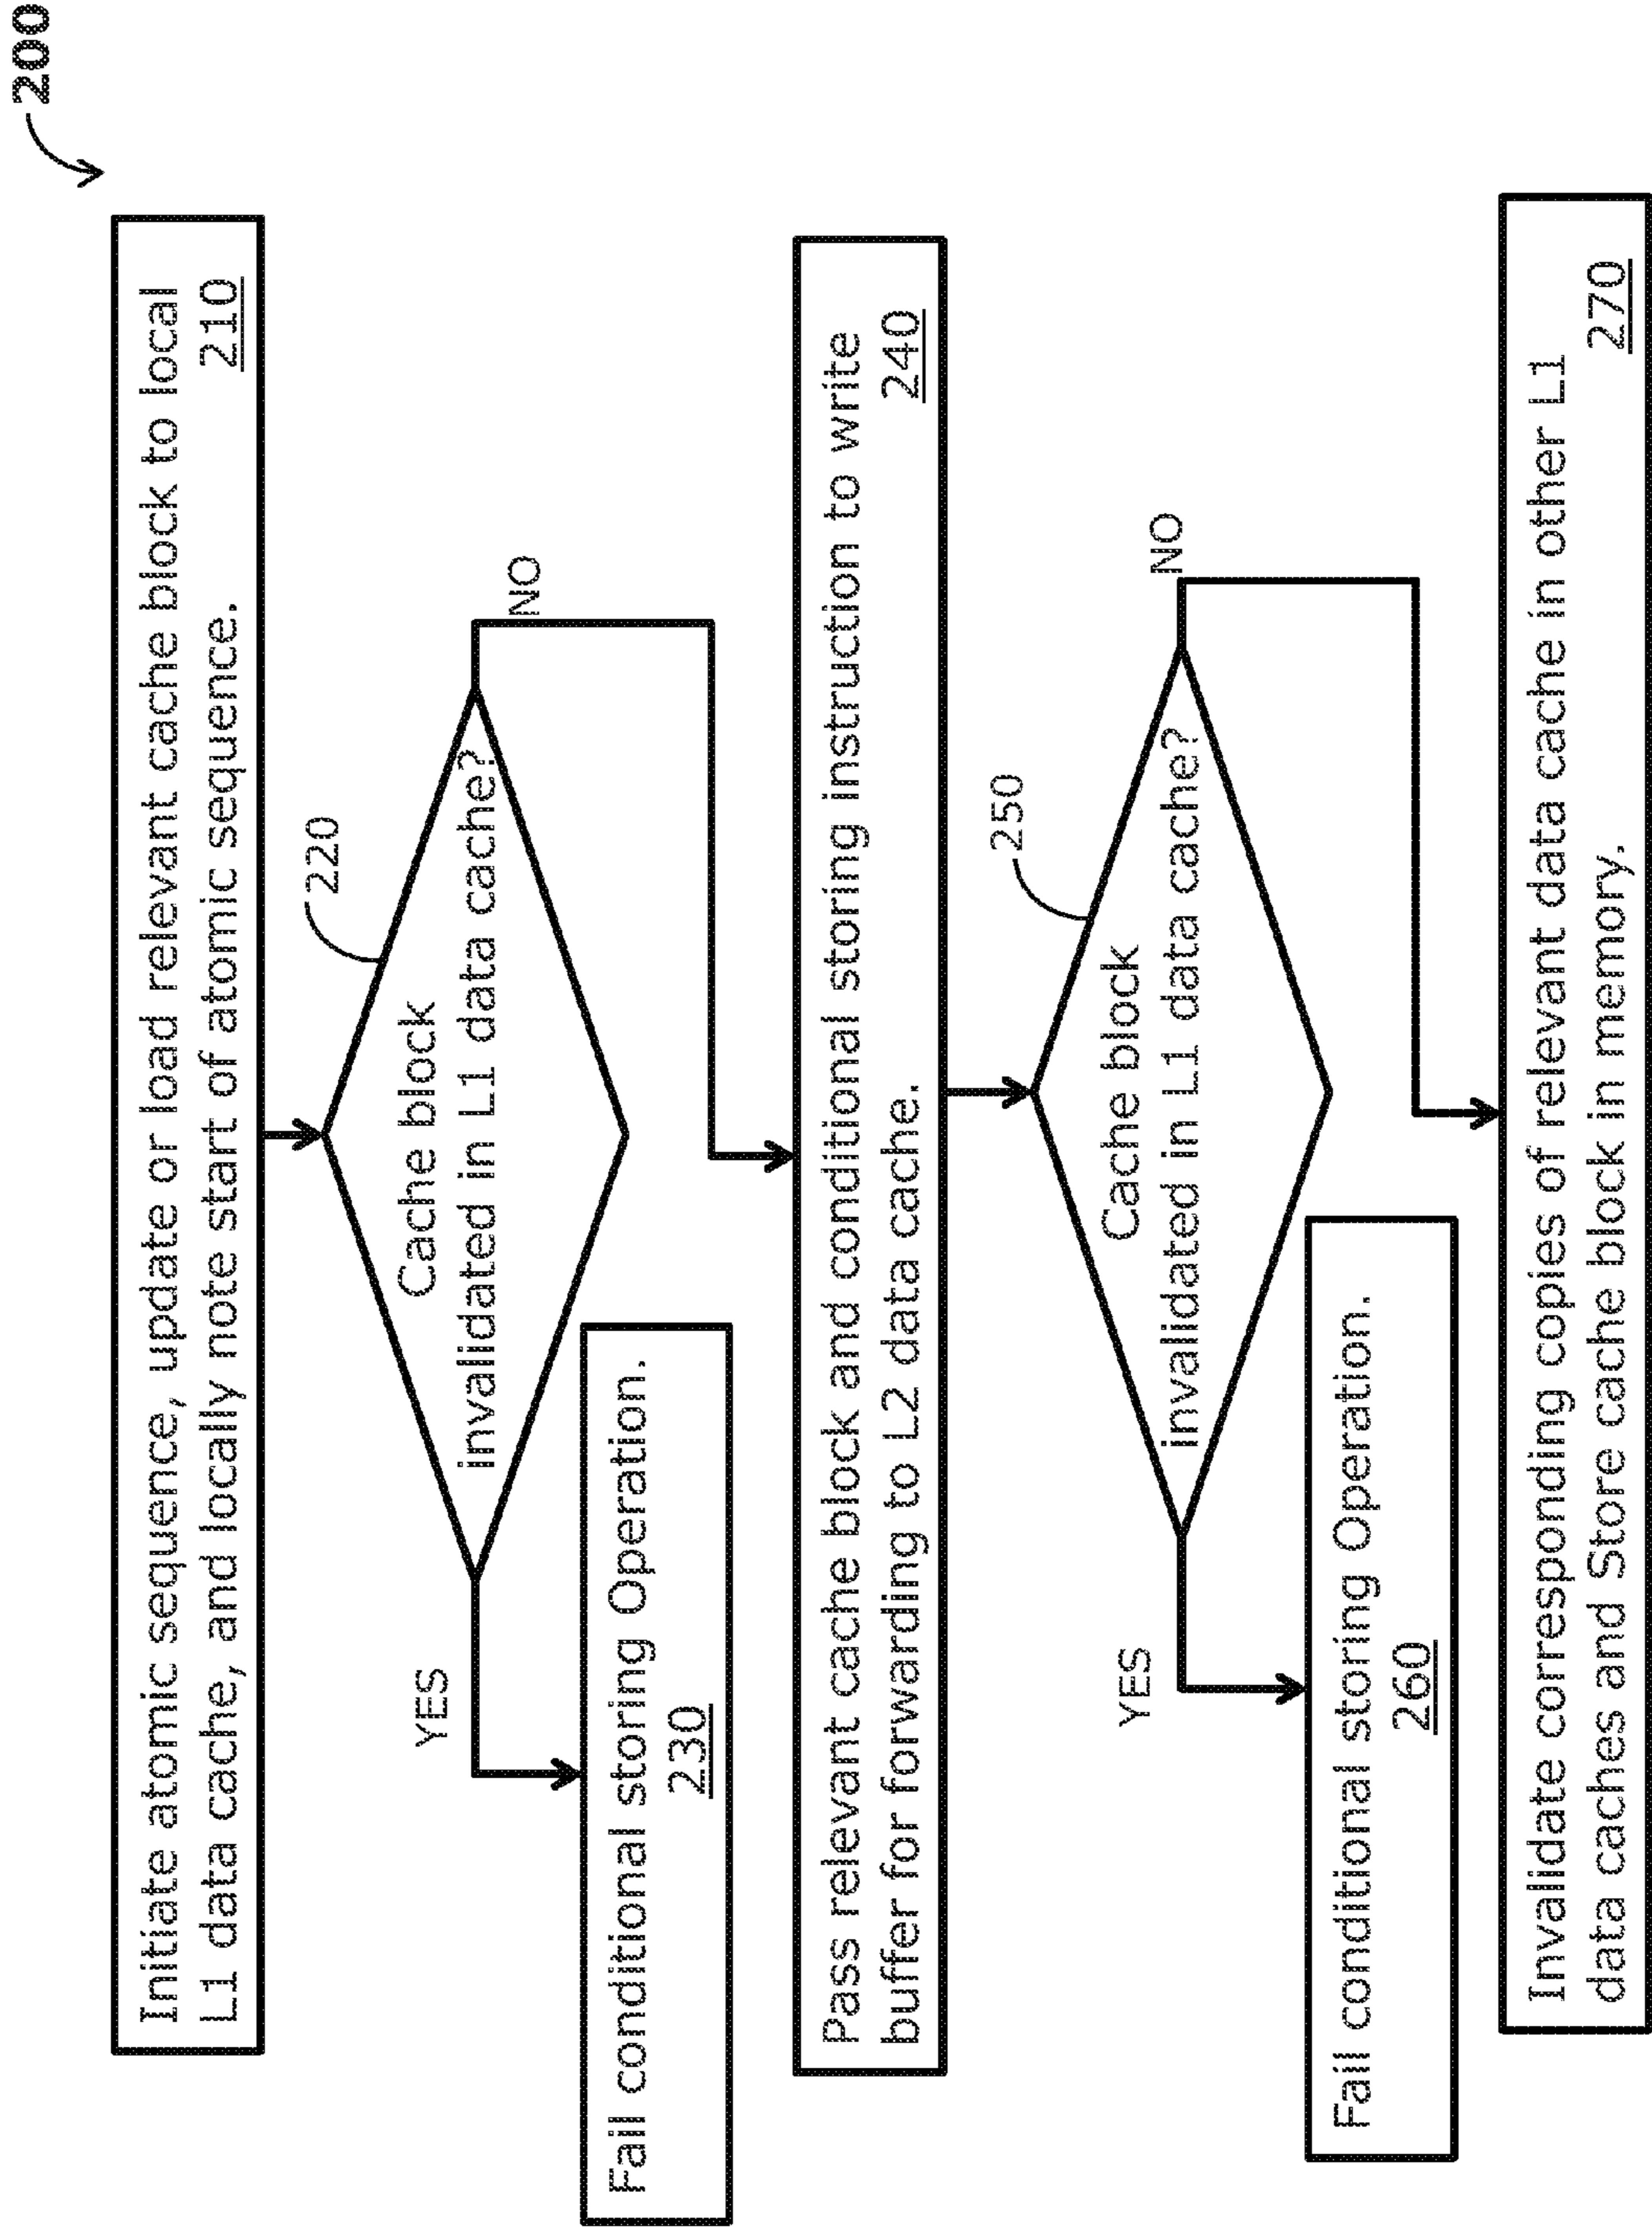 200
Initiate atomic sequence, update or load relevant cache block to local
L1 data cache, and locally note start of atomic sequence.
210
220
Cache block
invalidated in L1 data cache?
YES
NO
Fail conditional storing Operation.
230
Pass relevant cache block and conditional storing instruction to write
buffer for forwarding to L2 data cache.
240
250
Cache block
invalidated in L1 data cache?
YES
NO
Fail conditional storing Operation.
260
Invalidate corresponding copies of relevant data cache in other L1
data caches and Store cache block in memory.
270